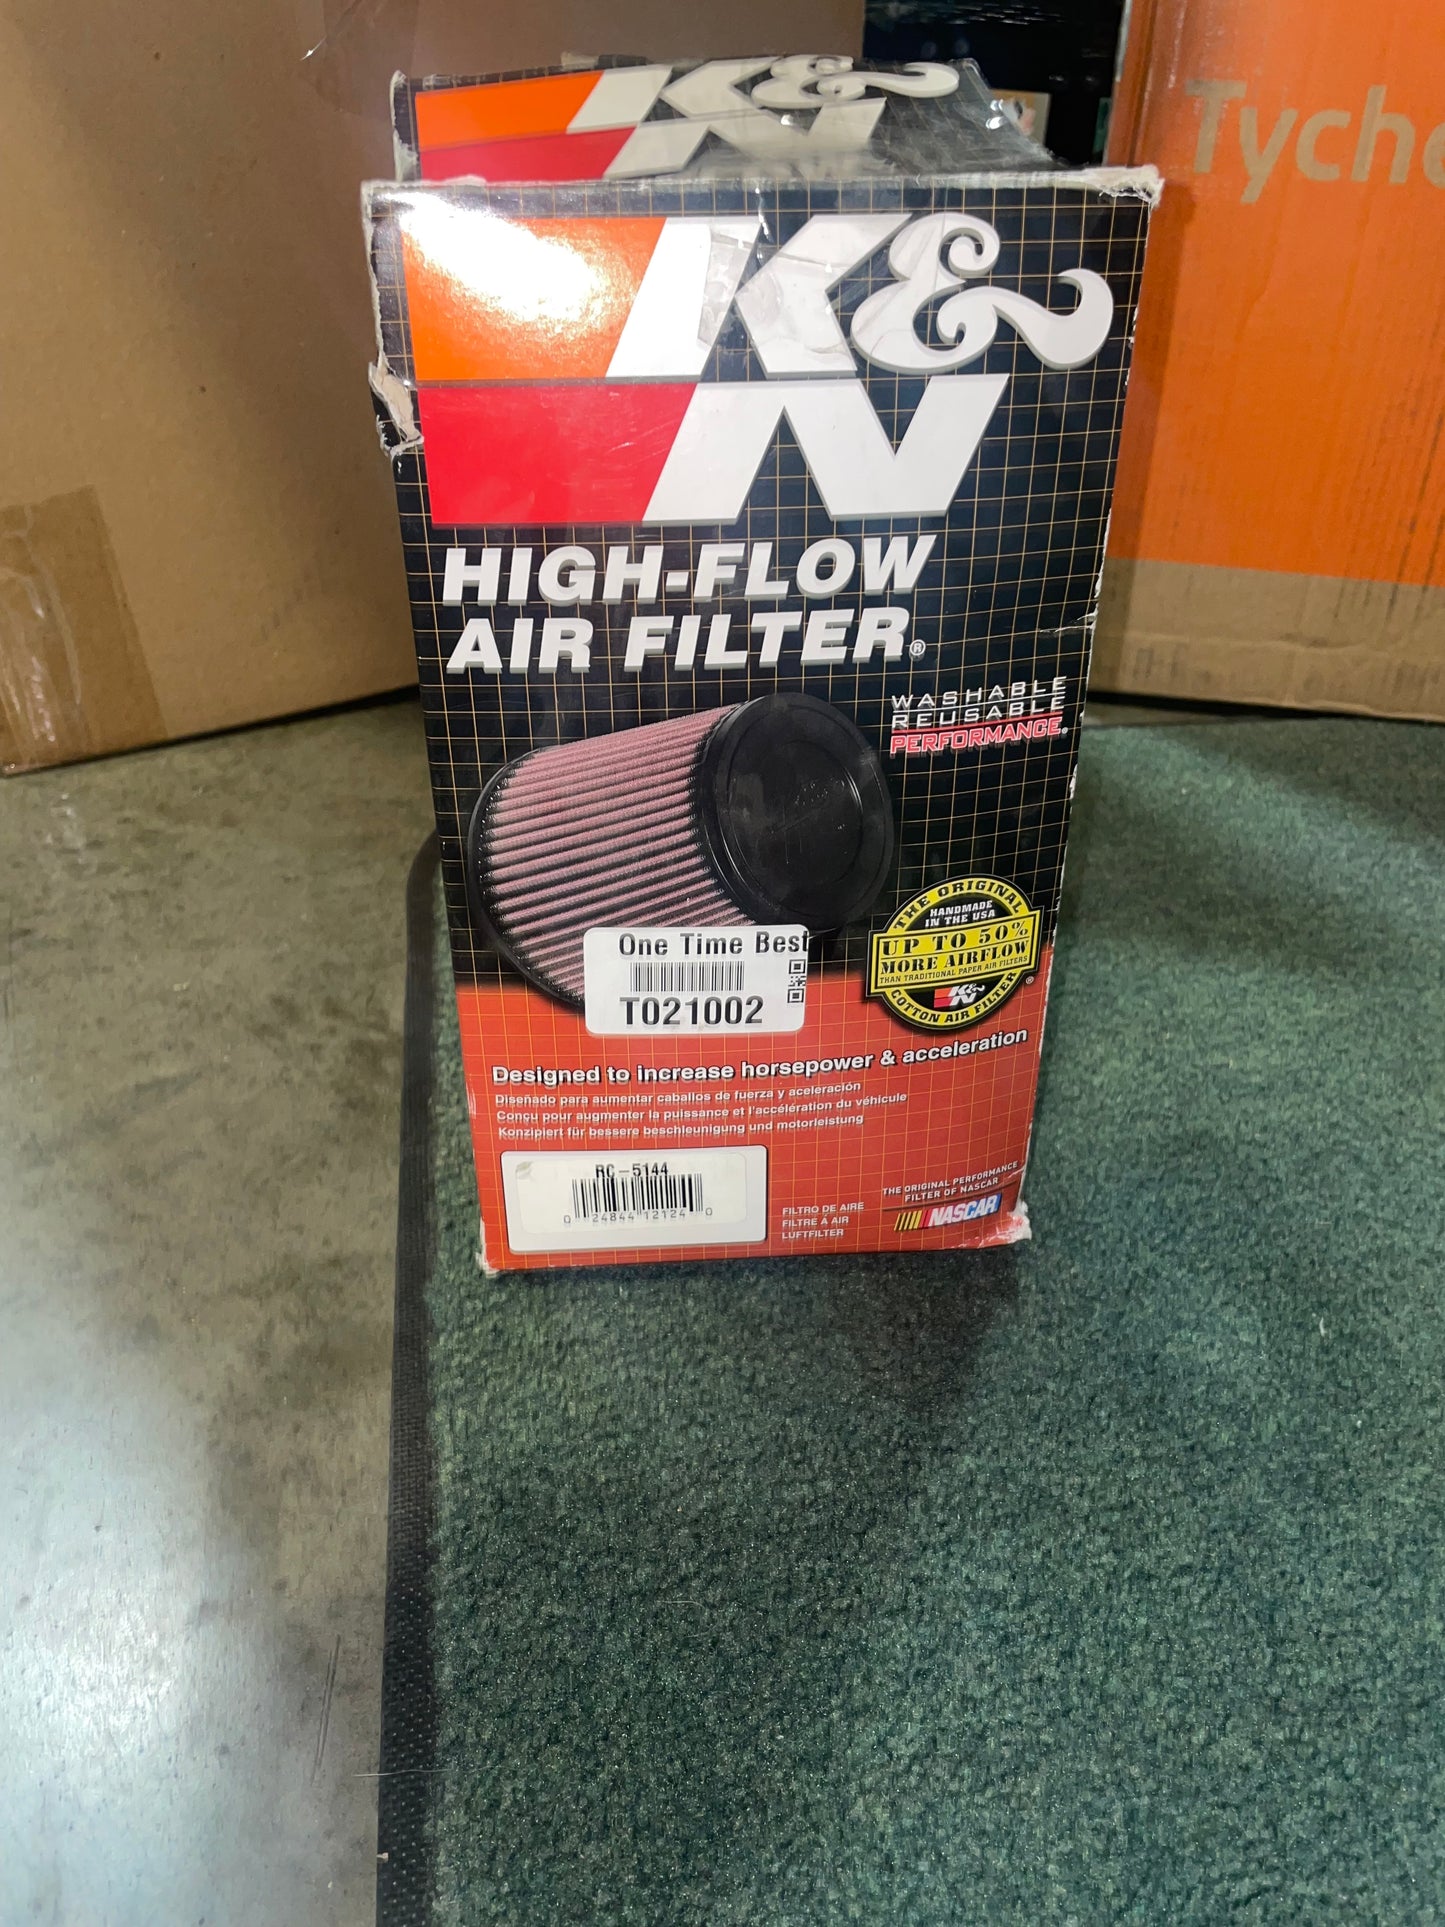 K&N
Tych
K&N
HIGH-FLOW
AIR FILTER®
WASHABLE
REUSABLE
PERFORMANCE®
THE ORIGINAL
HANDMADE
IN THE USA
UP TO 50%
MORE AIRFLOW
THAN TRADITIONAL PAPER AIR FILTERS
K&N
COTTON AIR FILTER
®
One Time Best
T021002
Designed to increase horsepower & acceleration
Diseñado para aumentar caballos de fuerza y aceleración
Conçu pour augmenter la puissance et l'accélération du véhicule
Konzipiert für bessere beschleunigung und motorleistung
RC-5144
0 24844 12124 0
FILTRO DE AIRE
FILTRE À AIR
LUFTFILTER
THE ORIGINAL PERFORMANCE
FILTER OF NASCAR
NASCAR